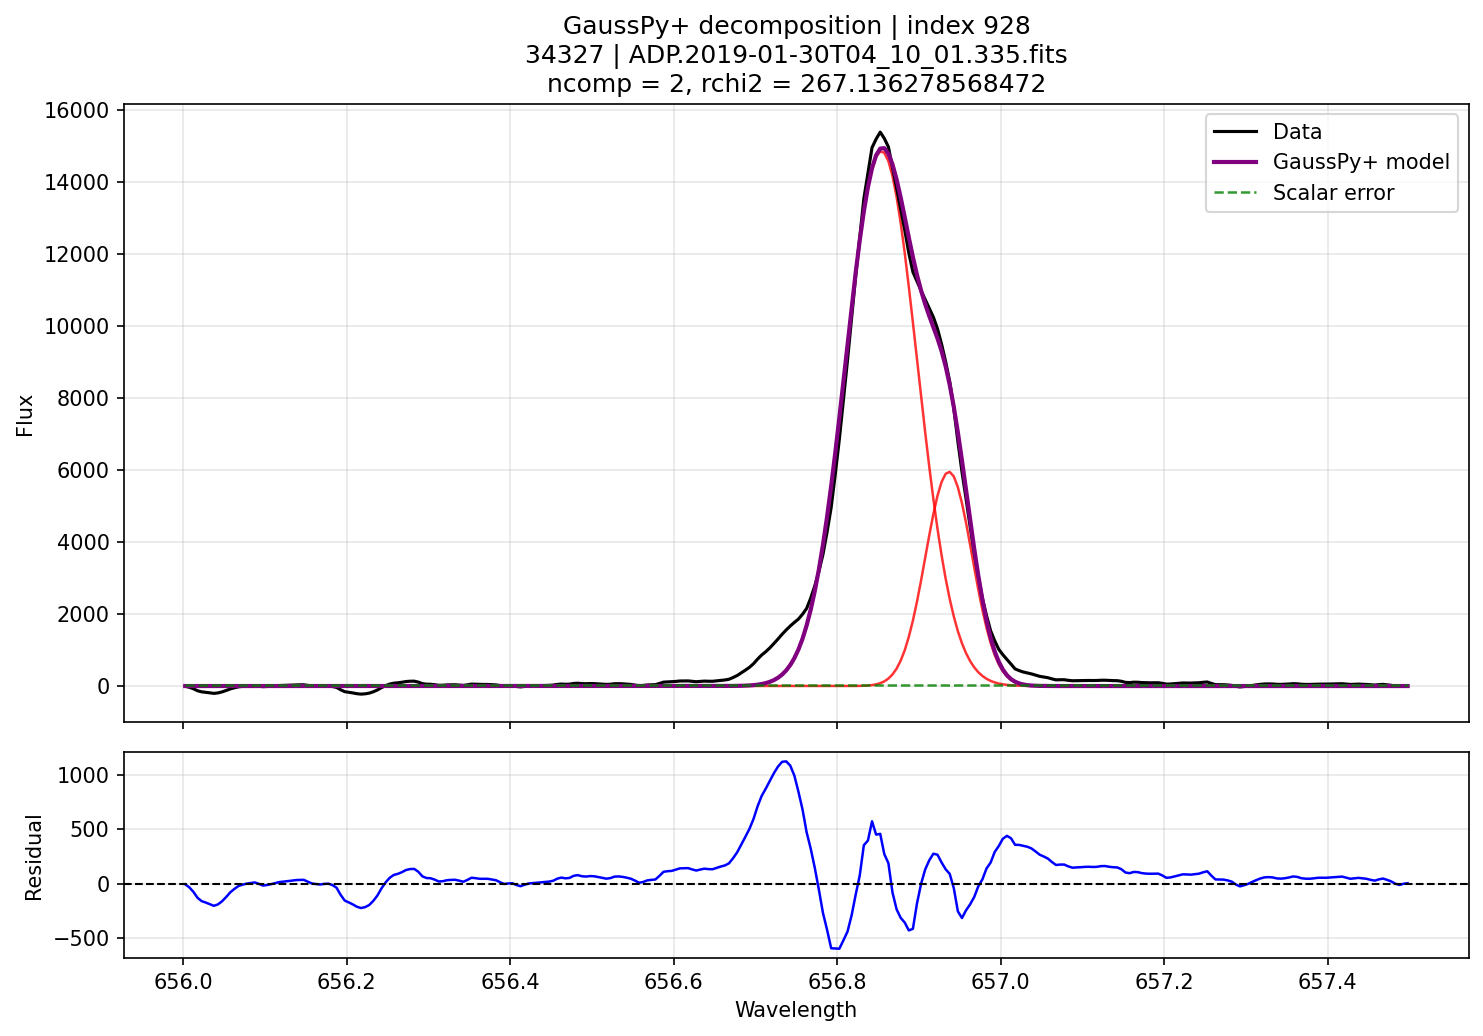 GaussPy+ decomposition | index 928
34327 | ADP.2019-01-30T04_10_01.335.fits
ncomp = 2, rchi2 = 267.136278568472
16000
14000
12000
10000
8000
6000
4000
2000
0
Flux
Data
GaussPy+ model
Scalar error
1000
500
0
−500
Residual
656.0
656.2
656.4
656.6
656.8
657.0
657.2
657.4
Wavelength